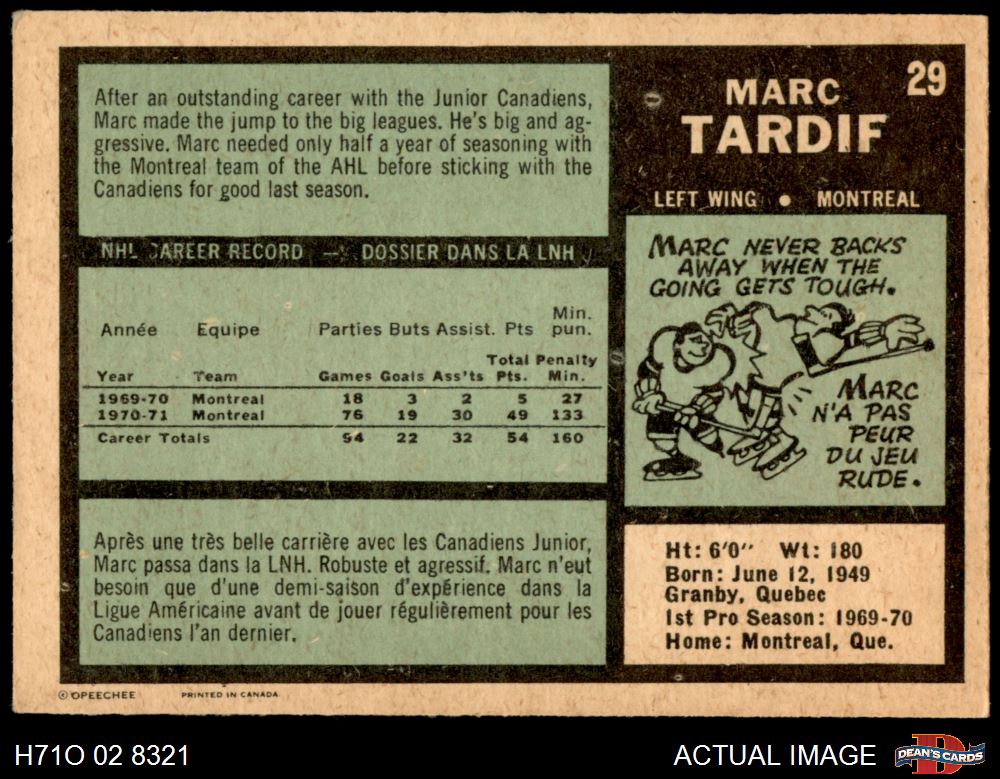 After an outstanding career with the Junior Canadiens,
Marc made the jump to the big leagues. He's big and ag-
gressive. Marc needed only half a year of seasoning with
the Montreal team of the AHL before sticking with the
Canadiens for good last season.
NHL CAREER RECORD — DOSSIER DANS LA LNH
Année Equipe Parties Buts Assist. Pts Min. pun.
Year Team Games Goals Ass'ts Total Pts. Penalty Min.
1969-70 Montreal 18 3 2 5 27
1970-71 Montreal 76 19 30 49 133
Career Totals 94 22 32 54 160
Après une très belle carrière avec les Canadiens Junior,
Marc passa dans la LNH. Robuste et agressif. Marc n'eut
besoin que d'une demi-saison d'expérience dans la
Ligue Américaine avant de jouer régulièrement pour les
Canadiens l'an dernier.
© OPEECHEE PRINTED IN CANADA
29
MARC
TARDIF
LEFT WING • MONTREAL
MARC NEVER BACKS
AWAY WHEN THE
GOING GETS TOUGH.
MARC
N'A PAS
PEUR
DU JEU
RUDE.
Ht: 6'0'' Wt: 180
Born: June 12, 1949
Granby, Quebec
1st Pro Season: 1969-70
Home: Montreal, Que.
H71O 02 8321
ACTUAL IMAGE
DEAN'S CARDS